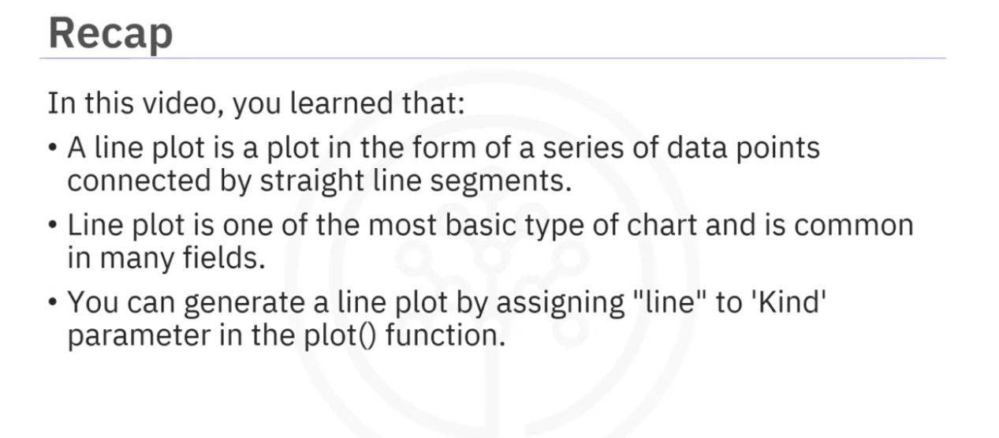 Recap
In this video, you learned that:
• A line plot is a plot in the form of a series of data points
connected by straight line segments.
• Line plot is one of the most basic type of chart and is common
in many fields.
• You can generate a line plot by assigning "line" to 'Kind'
parameter in the plot() function.